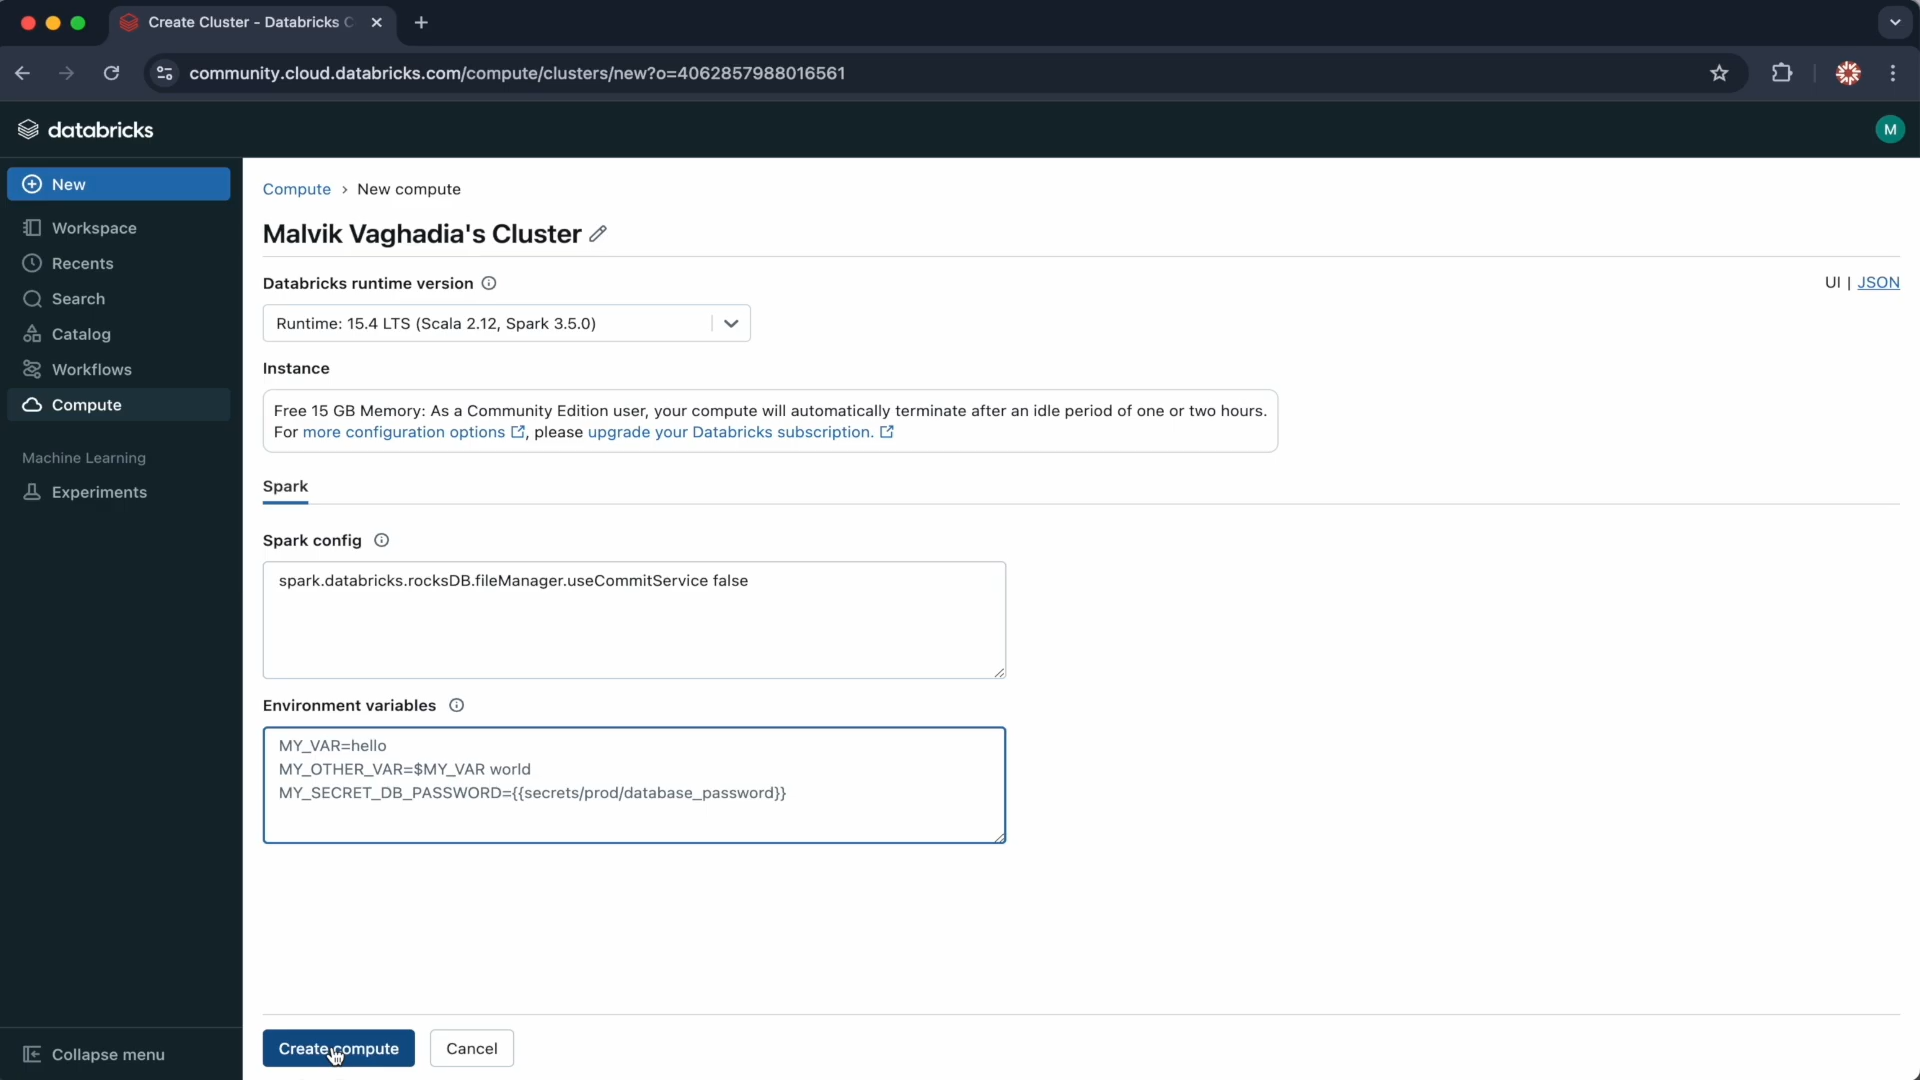 Create Cluster - Databricks C
community.cloud.databricks.com/compute/clusters/new?o=4062857988016561
databricks
M
New
Workspace
Recents
Search
Catalog
Workflows
Compute
Machine Learning
Experiments
Collapse menu
Compute › New compute
Malvik Vaghadia's Cluster
Databricks runtime version
UI | JSON
Runtime: 15.4 LTS (Scala 2.12, Spark 3.5.0)
Instance
Free 15 GB Memory: As a Community Edition user, your compute will automatically terminate after an idle period of one or two hours.
For more configuration options, please upgrade your Databricks subscription.
Spark
Spark config
spark.databricks.rocksDB.fileManager.useCommitService false
Environment variables
MY_VAR=hello
MY_OTHER_VAR=$MY_VAR world
MY_SECRET_DB_PASSWORD={{secrets/prod/database_password}}
Create compute
Cancel